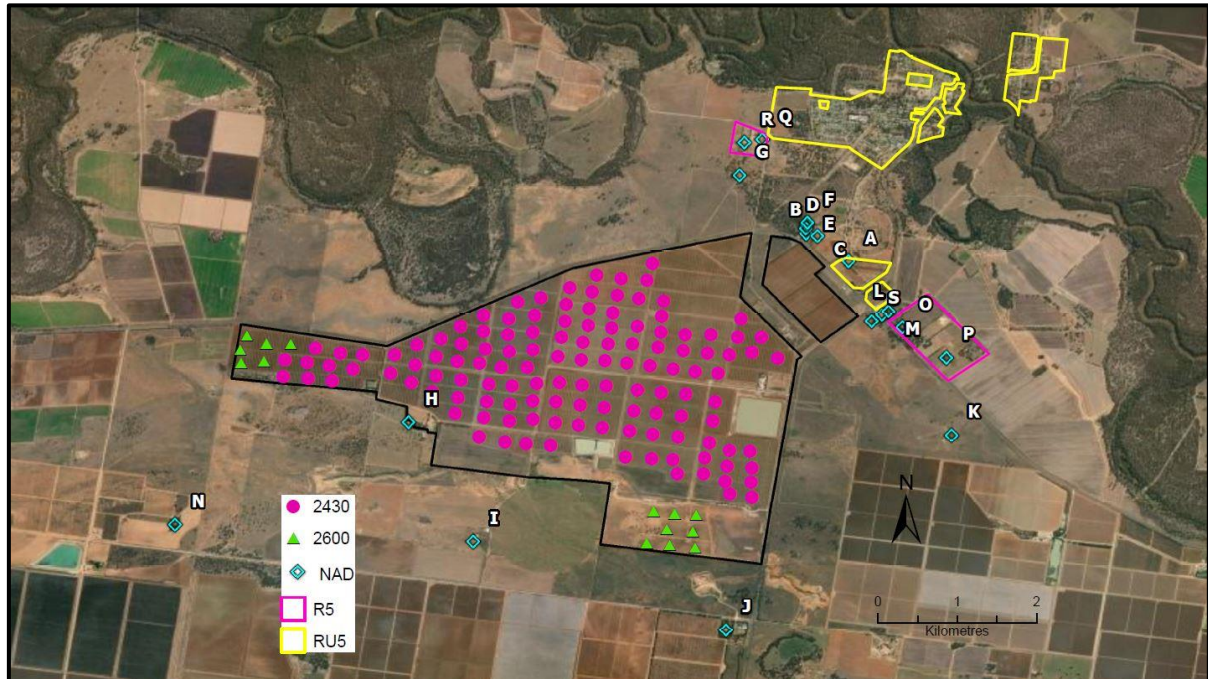 R Q
G
B D F
E
C A
L S
O
M P
H
K
N
I
J
2430
2600
NAD
R5
RU5
N
0 1 2
Kilometres